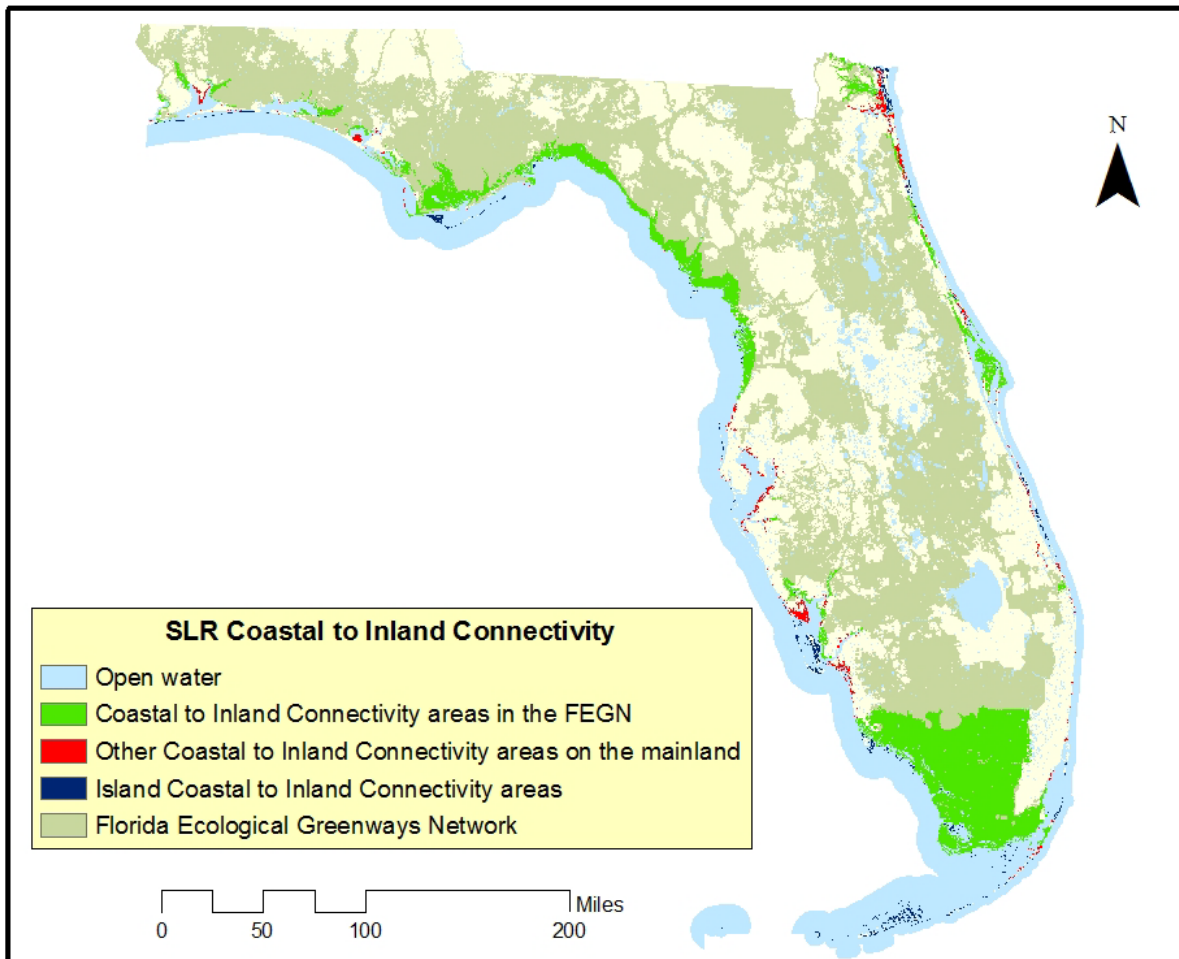 N
SLR Coastal to Inland Connectivity
Open water
Coastal to Inland Connectivity areas in the FEGN
Other Coastal to Inland Connectivity areas on the mainland
Island Coastal to Inland Connectivity areas
Florida Ecological Greenways Network
Miles
0 50 100 200